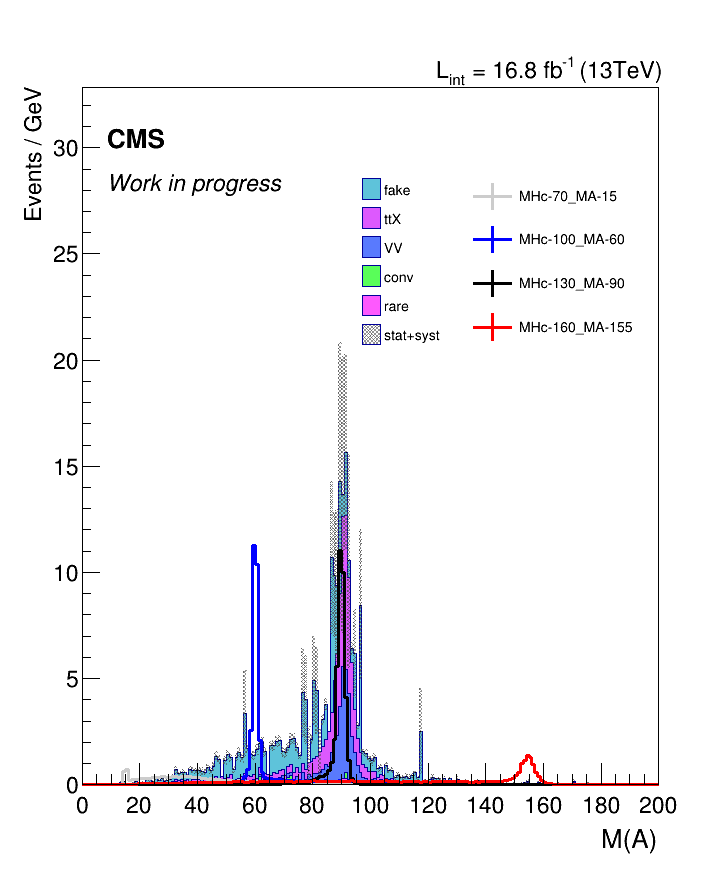 L_int = 16.8 fb^-1 (13TeV)
Events / GeV
CMS
Work in progress
fake
ttX
VV
conv
rare
stat+syst
MHc-70_MA-15
MHc-100_MA-60
MHc-130_MA-90
MHc-160_MA-155
30
25
20
15
10
5
0
0 20 40 60 80 100 120 140 160 180 200
M(A)